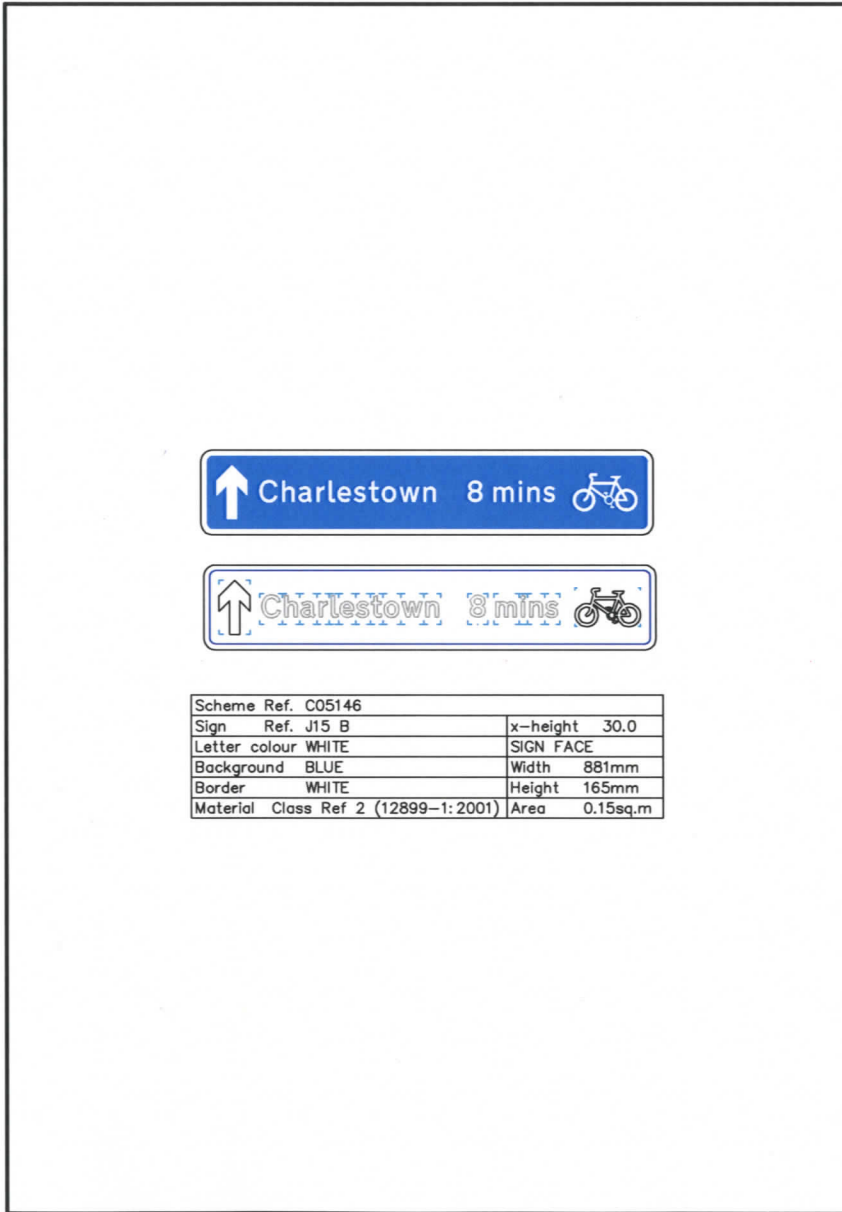 Charlestown 8 mins
Charlestown 8 mins
Scheme Ref. C05146
Sign Ref. J15 B x-height 30.0
Letter colour WHITE SIGN FACE
Background BLUE Width 881mm
Border WHITE Height 165mm
Material Class Ref 2 (12899-1:2001) Area 0.15sq.m